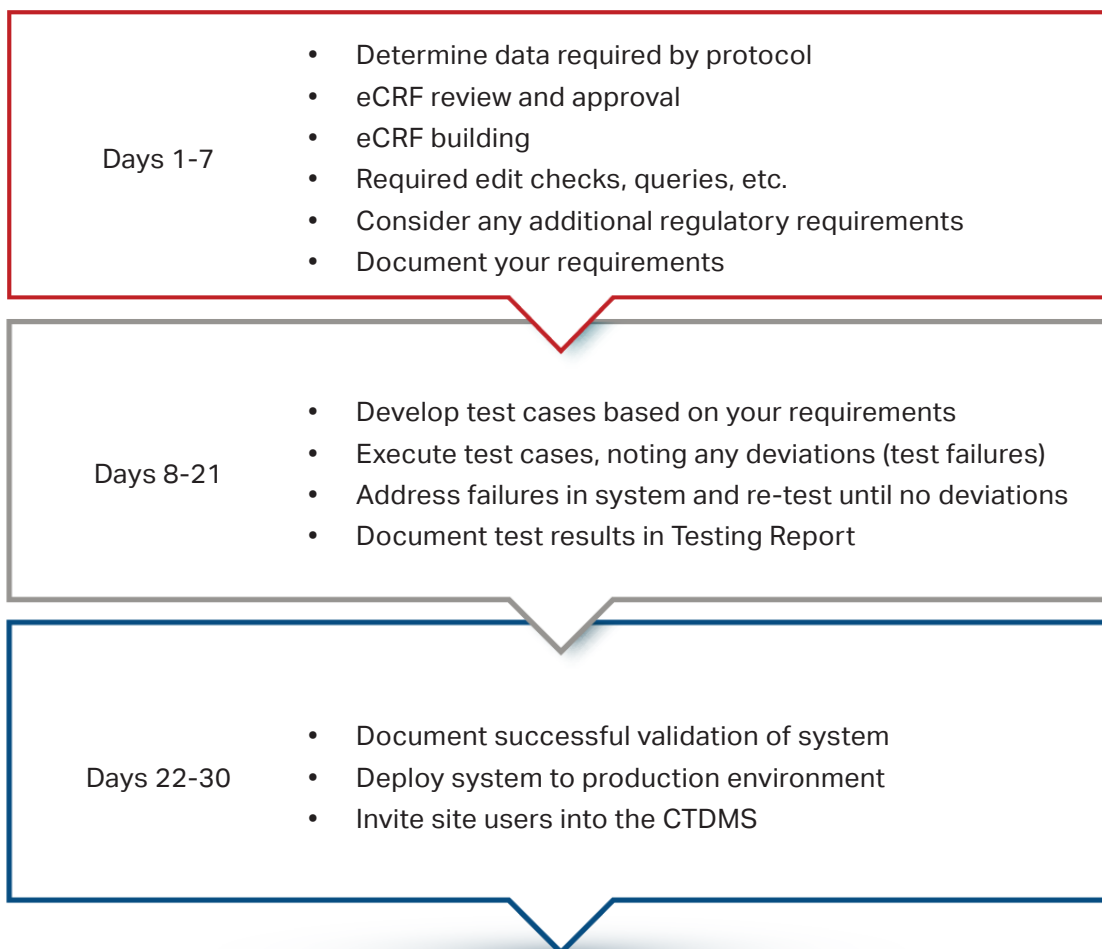 Days 1-7
• Determine data required by protocol
• eCRF review and approval
• eCRF building
• Required edit checks, queries, etc.
• Consider any additional regulatory requirements
• Document your requirements
Days 8-21
• Develop test cases based on your requirements
• Execute test cases, noting any deviations (test failures)
• Address failures in system and re-test until no deviations
• Document test results in Testing Report
Days 22-30
• Document successful validation of system
• Deploy system to production environment
• Invite site users into the CTDMS